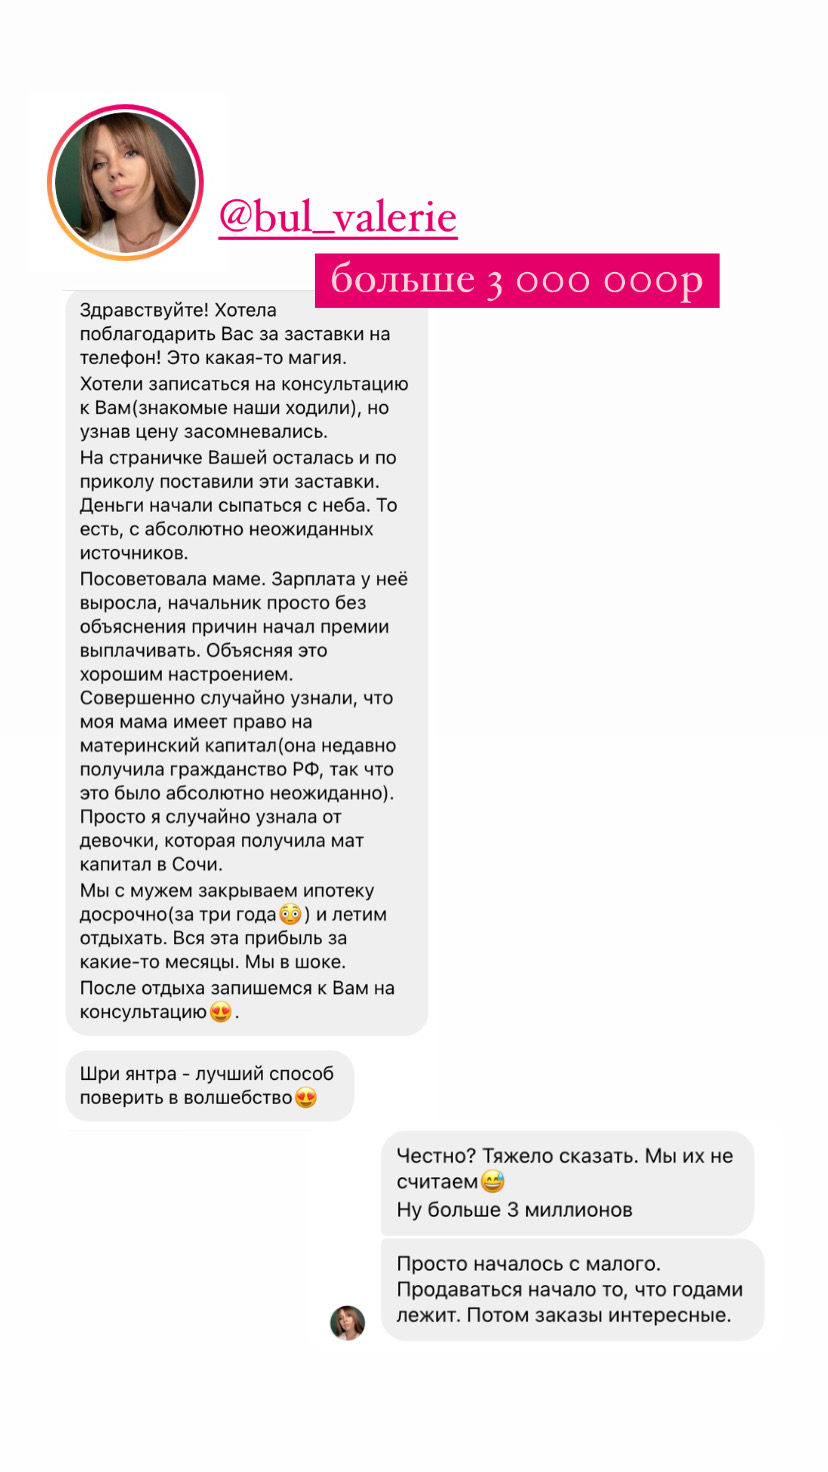 @bul_valerie
больше 3 000 000р
Здравствуйте! Хотела
поблагодарить Вас за заставки на
телефон! Это какая-то магия.
Хотели записаться на консультацию
к Вам(знакомые наши ходили), но
узнав цену засомневались.
На страничке Вашей осталась и по
приколу поставили эти заставки.
Деньги начали сыпаться с неба. То
есть, с абсолютно неожиданных
источников.
Посоветовала маме. Зарплата у неё
выросла, начальник просто без
объяснения причин начал премии
выплачивать. Объясняя это
хорошим настроением.
Совершенно случайно узнали, что
моя мама имеет право на
материнский капитал(она недавно
получила гражданство РФ, так что
это было абсолютно неожиданно).
Просто я случайно узнала от
девочки, которая получила мат
капитал в Сочи.
Мы с мужем закрываем ипотеку
досрочно(за три года😳) и летим
отдыхать. Вся эта прибыль за
какие-то месяцы. Мы в шоке.
После отдыха запишемся к Вам на
консультацию😍.
Шри янтра - лучший способ
поверить в волшебство😍
Честно? Тяжело сказать. Мы их не
считаем😅
Ну больше 3 миллионов
Просто началось с малого.
Продаваться начало то, что годами
лежит. Потом заказы интересные.